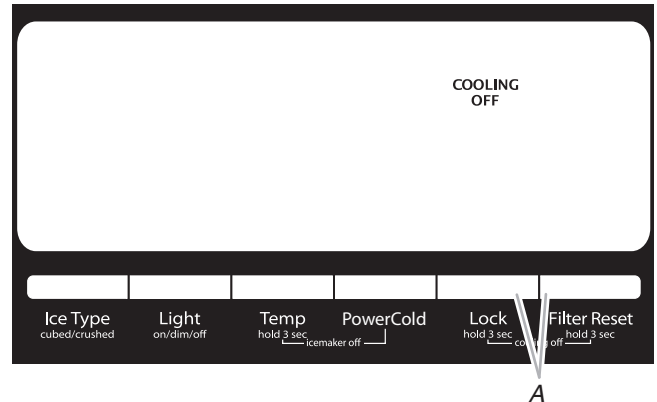 COOLING
OFF
Ice Type
cubed/crushed
Light
on/dim/off
Temp
hold 3 sec
PowerCold
icemaker off
Lock
hold 3 sec
Filter Reset
hold 3 sec
off
A